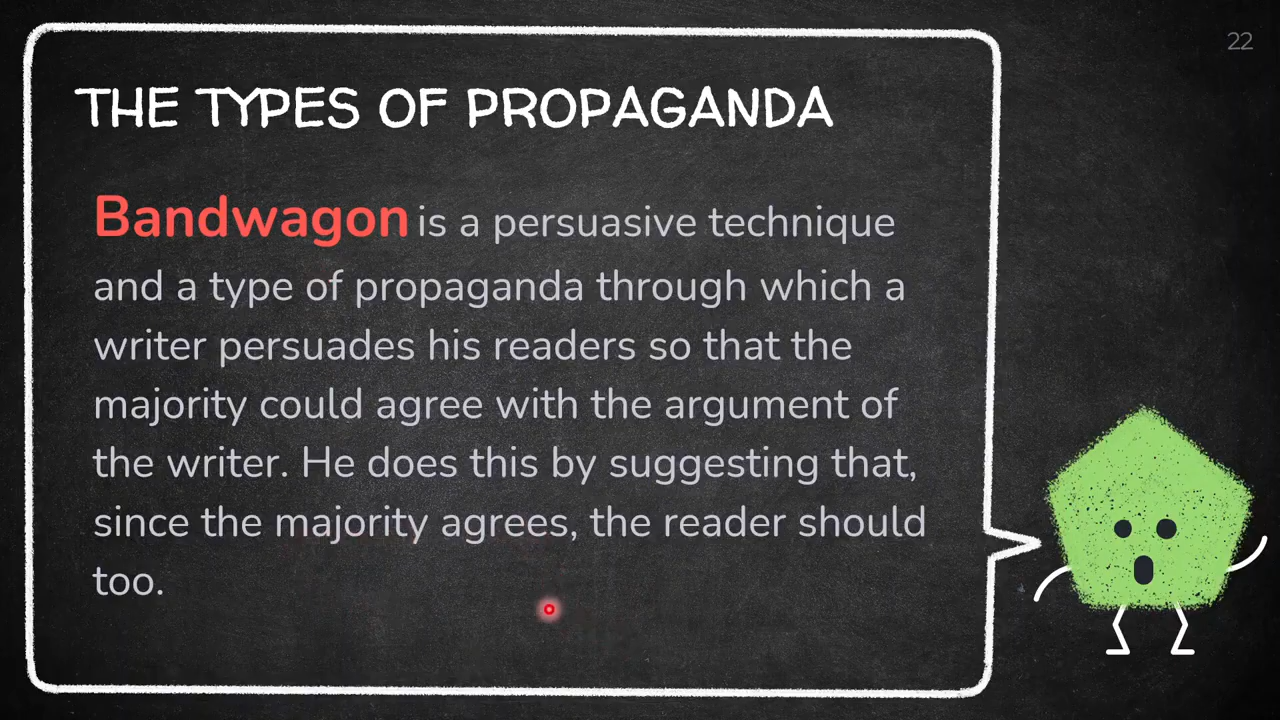 22
THE TYPES OF PROPAGANDA
Bandwagon is a persuasive technique
and a type of propaganda through which a
writer persuades his readers so that the
majority could agree with the argument of
the writer. He does this by suggesting that,
since the majority agrees, the reader should
too.